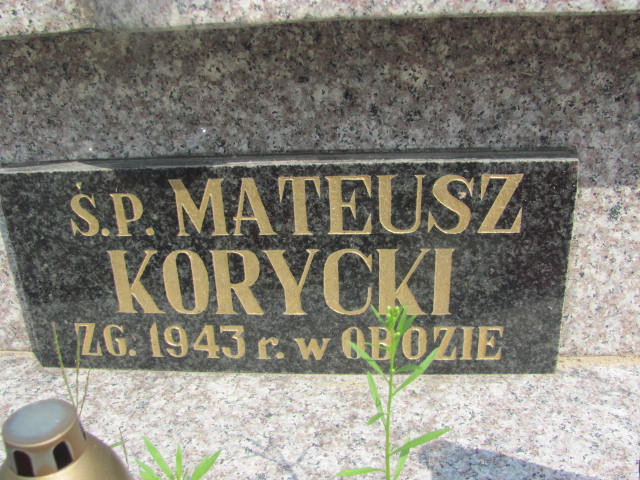 Ś.P. MATEUSZ
KORYCKI
ZG. 1943 r. w OBOZIE